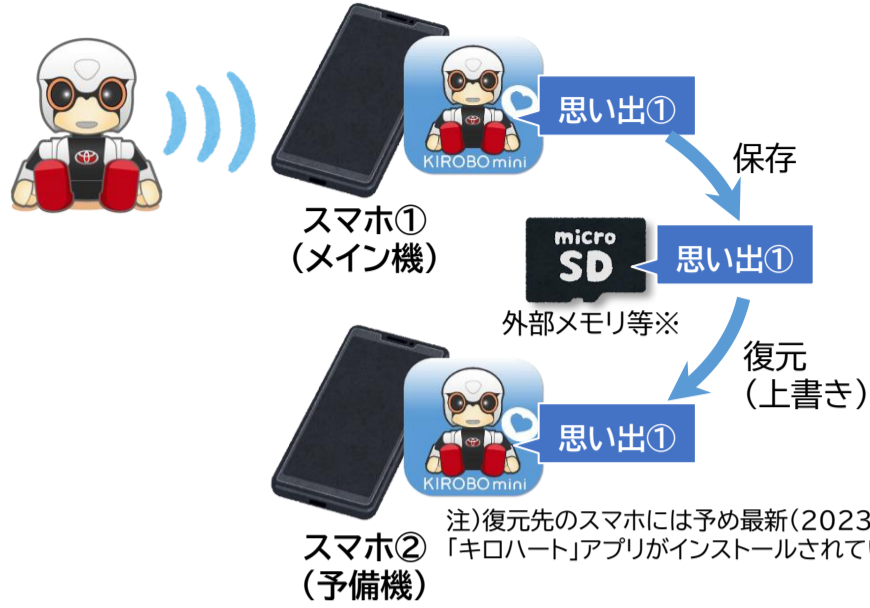 KIROBO mini
思い出①
保存
スマホ①
(メイン機)
micro
SD
思い出①
外部メモリ等※
復元
(上書き)
KIROBO mini
思い出①
スマホ②
(予備機)
注)復元先のスマホには予め最新(2023
「キロハート」アプリがインストールされてい